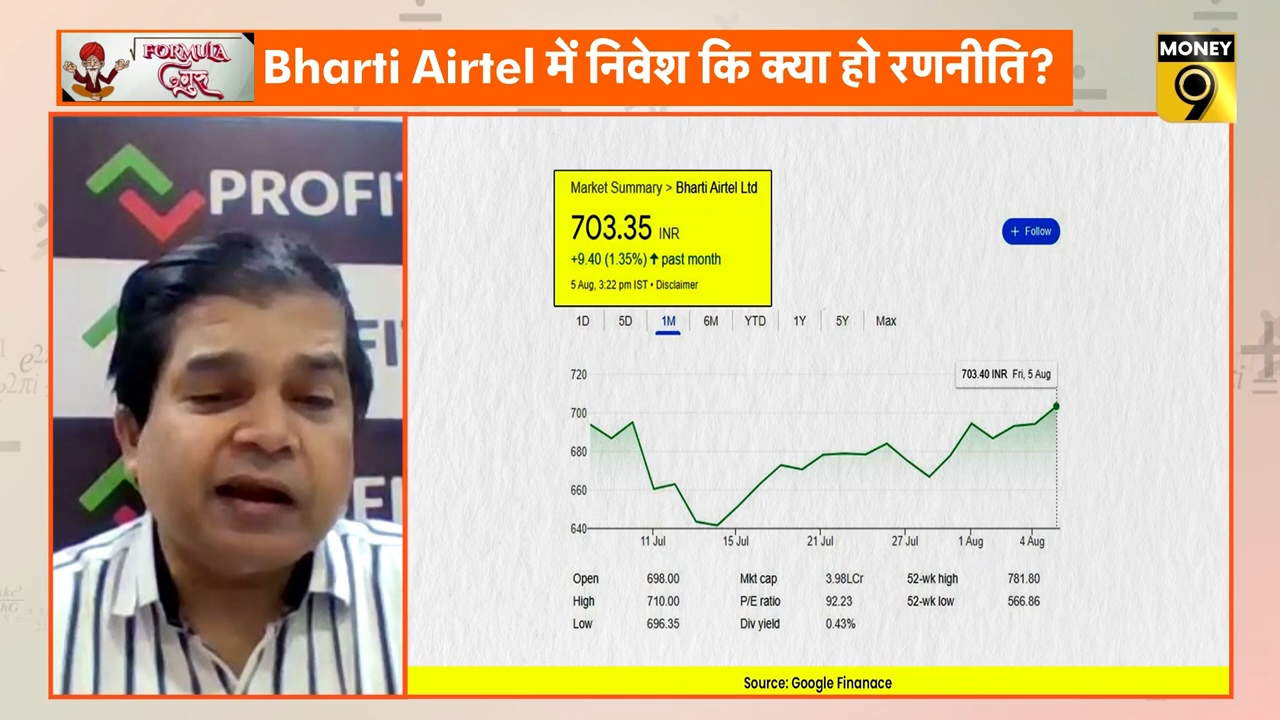 FORMULA
गुरु
Bharti Airtel में निवेश कि क्या हो रणनीति?
MONEY
9
PROFI
FI
FI
Market Summary > Bharti Airtel Ltd
703.35 INR
+9.40 (1.35%) ↑ past month
5 Aug, 3:22 pm IST • Disclaimer
+ Follow
1D 5D 1M 6M YTD 1Y 5Y Max
703.40 INR Fri, 5 Aug
720
700
680
660
640
11 Jul 15 Jul 21 Jul 27 Jul 1 Aug 4 Aug
Open 698.00 Mkt cap 3.98LCr 52-wk high 781.80
High 710.00 P/E ratio 92.23 52-wk low 566.86
Low 696.35 Div yield 0.43%
Source: Google Finanace